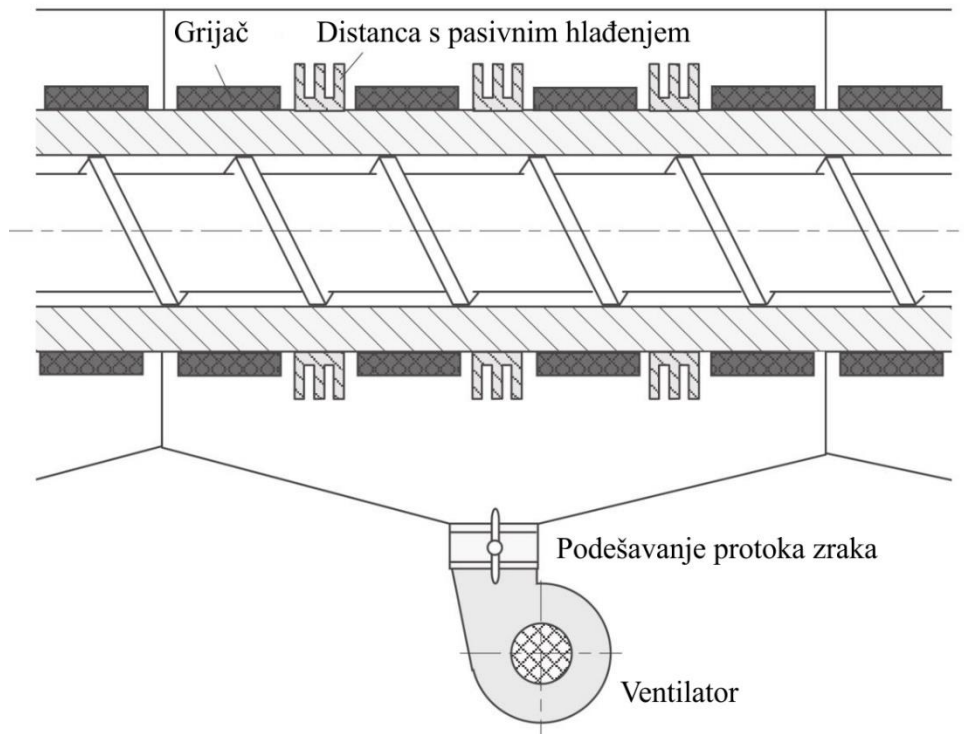 Grijač
Distanca s pasivnim hlađenjem
Podešavanje protoka zraka
Ventilator